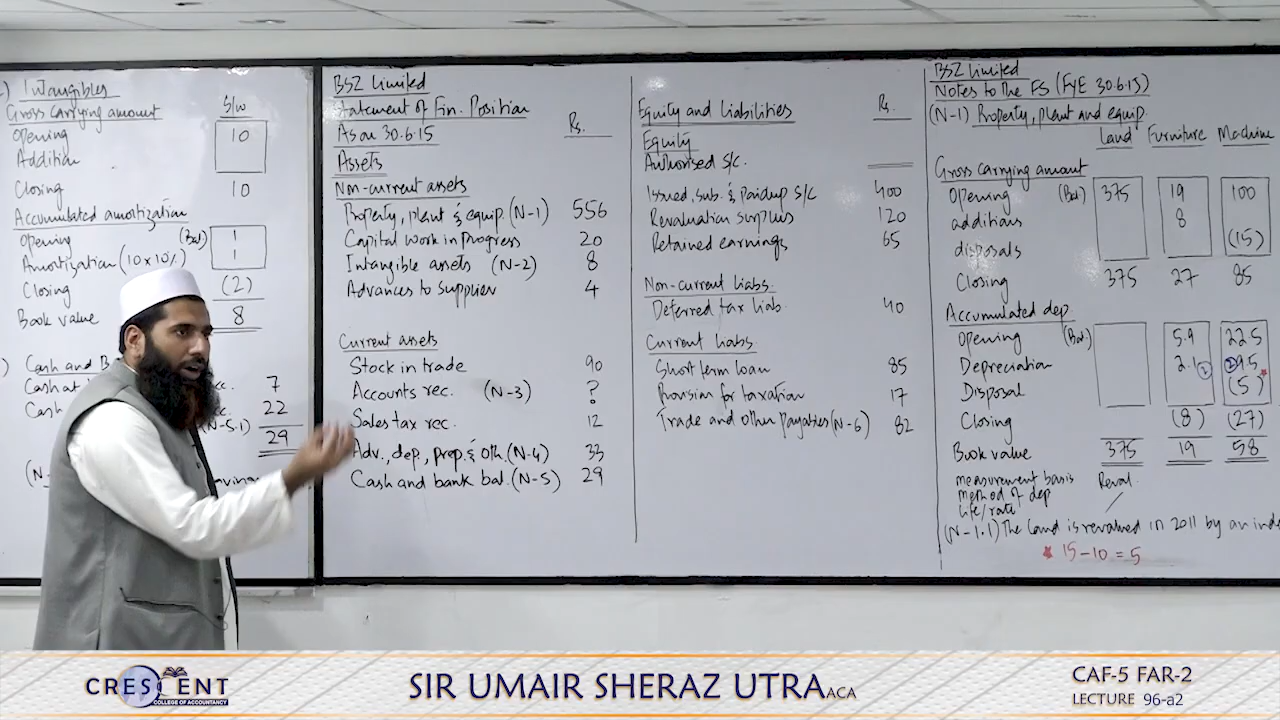 Intangibles
Gross carrying amount S/w
Opening 10
Addition
Closing 10
Accumulated amortization
Opening (Bal) 1
Amortization (10x10%) 1
Closing (2)
Book value 8
Cash and B
Cash at c. 7
Cash c. 22
(N-5.1) 29
BSZ Limited
Statement of Fin. Position
As on 30.6.15 Rs.
Assets
Non-current assets
Property, plant & equip. (N-1) 556
Capital work in progress 20
Intangible assets (N-2) 8
Advances to supplier 4
Current assets
Stock in trade 90
Accounts rec. (N-3) ?
Sales tax rec. 12
Adv., dep., prep. & oth. (N-4) 33
Cash and bank bal. (N-5) 29
Equity and Liabilities Rs.
Equity
Authorised S/c.
Issued, sub. & paidup S/c 400
Revaluation surplus 120
Retained earnings 65
Non-current liabs.
Deferred tax liab. 40
Current liabs.
Short term loan 85
Provision for taxation 17
Trade and other payables (N-6) 82
BSZ Limited
Notes to the FS (FYE 30.6.15)
(N-1) Property, plant and equip.
Land Furniture Machine
Gross carrying amount
Opening (Bal) 375 19 100
additions 8
disposals (15)
Closing 375 27 85
Accumulated dep.
Opening (Bal.) 5.9 22.5
Depreciation 2.1 9.5
Disposal (5)*
Closing (8) (27)
Book value 375 19 58
measurement basis Reval.
method of dep
life/rate
(N-1.1) The land is revalued in 2011 by an inde
* 15-10=5
CRESCENT
COLLEGE OF ACCOUNTANCY
SIR UMAIR SHERAZ UTRA ACA
CAF-5 FAR-2
LECTURE 96-a2